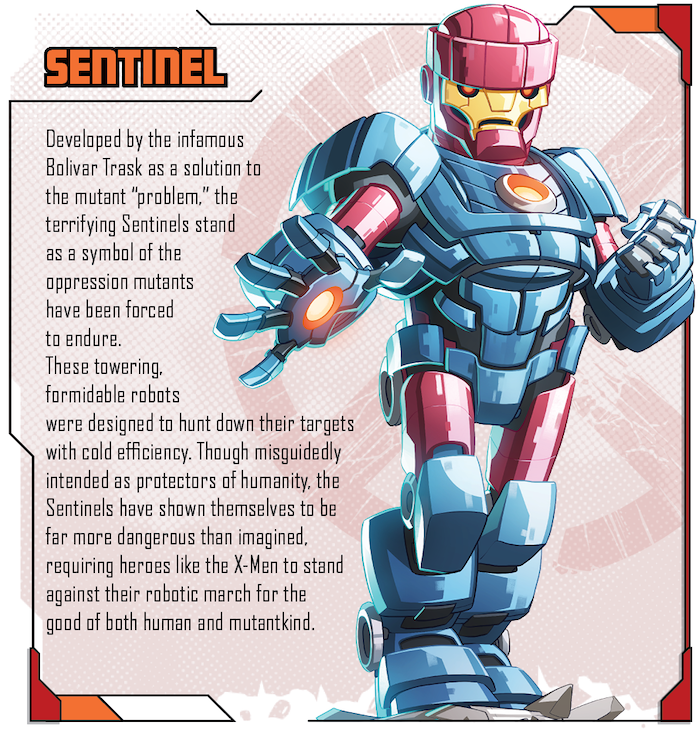 SENTINEL
Developed by the infamous
Bolivar Trask as a solution to
the mutant “problem,” the
terrifying Sentinels stand
as a symbol of the
oppression mutants
have been forced
to endure.
These towering,
formidable robots
were designed to hunt down their targets
with cold efficiency. Though misguidedly
intended as protectors of humanity, the
Sentinels have shown themselves to be
far more dangerous than imagined,
requiring heroes like the X-Men to stand
against their robotic march for the
good of both human and mutantkind.